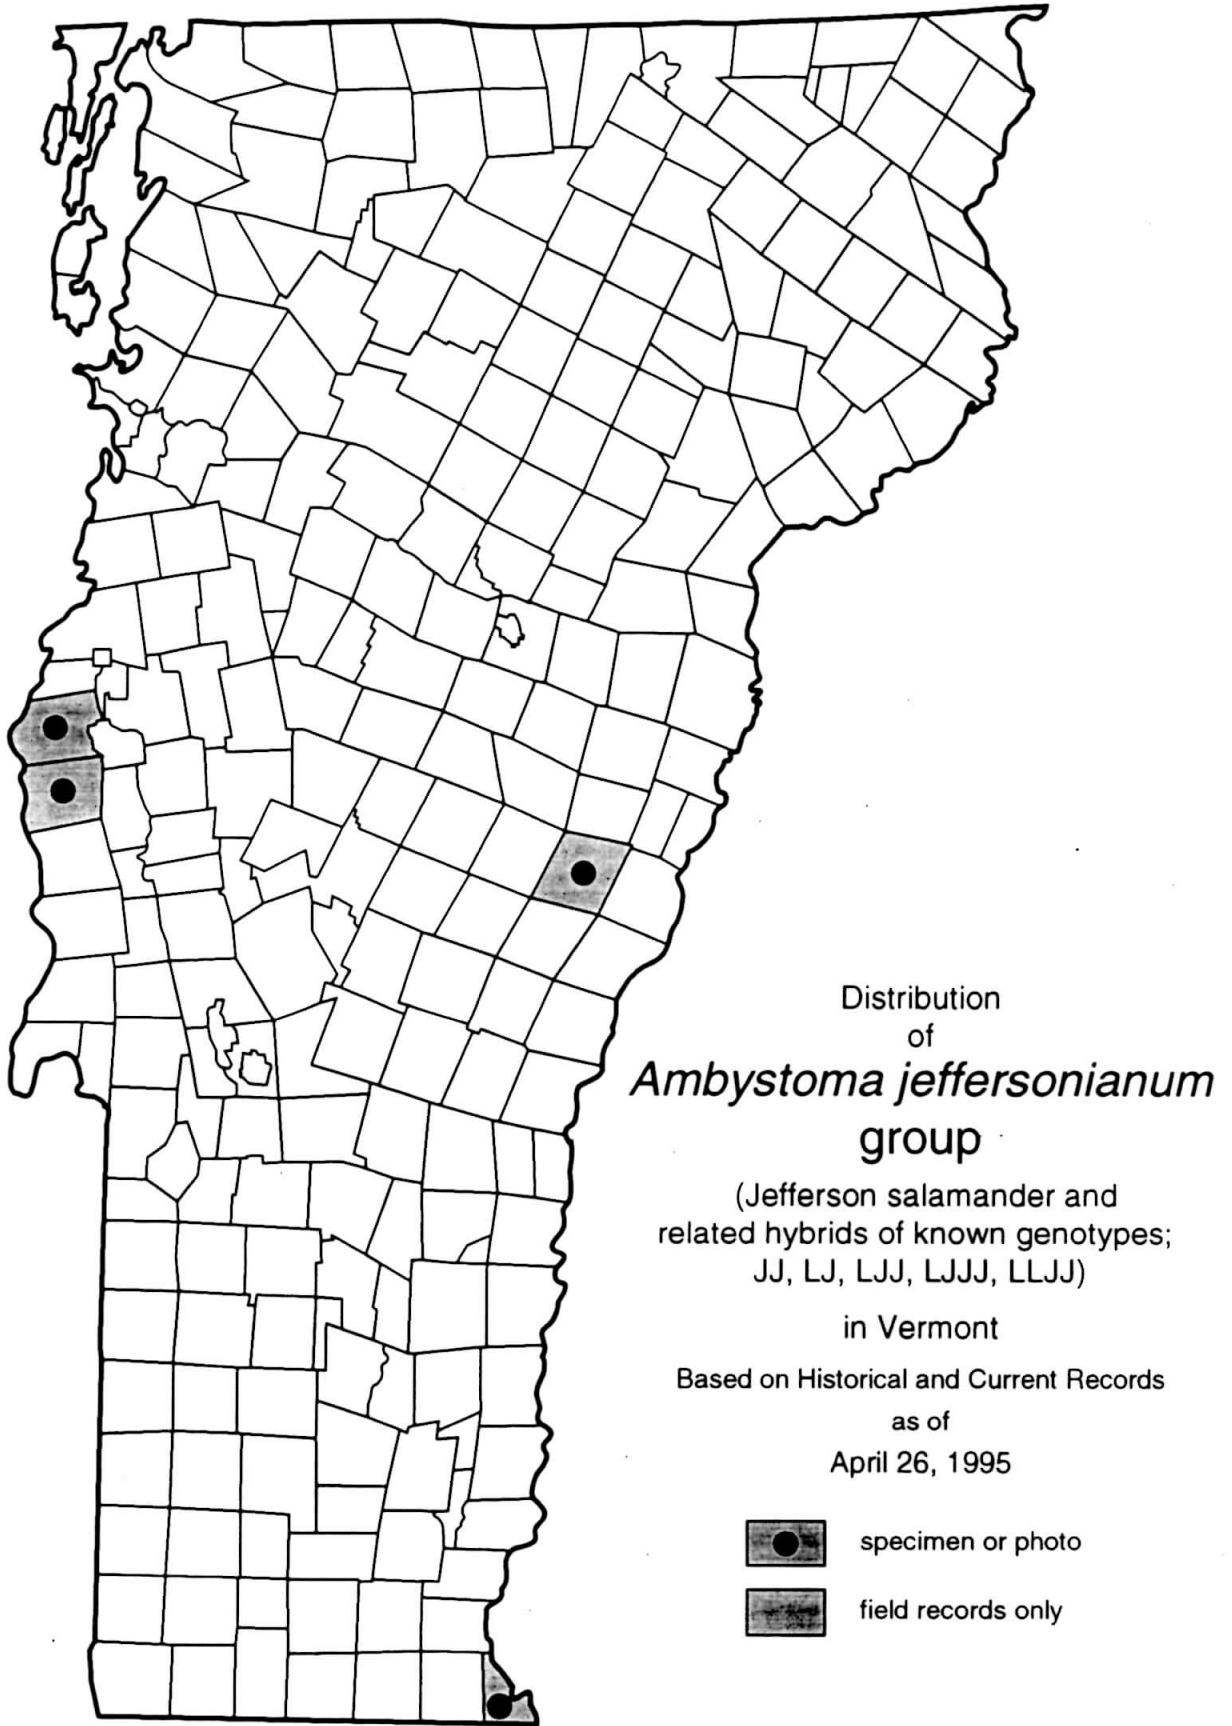 Distribution
of
Ambystoma jeffersonianum
group
(Jefferson salamander and
related hybrids of known genotypes;
JJ, LJ, LJJ, LJJJ, LLJJ)
in Vermont
Based on Historical and Current Records
as of
April 26, 1995
specimen or photo
field records only